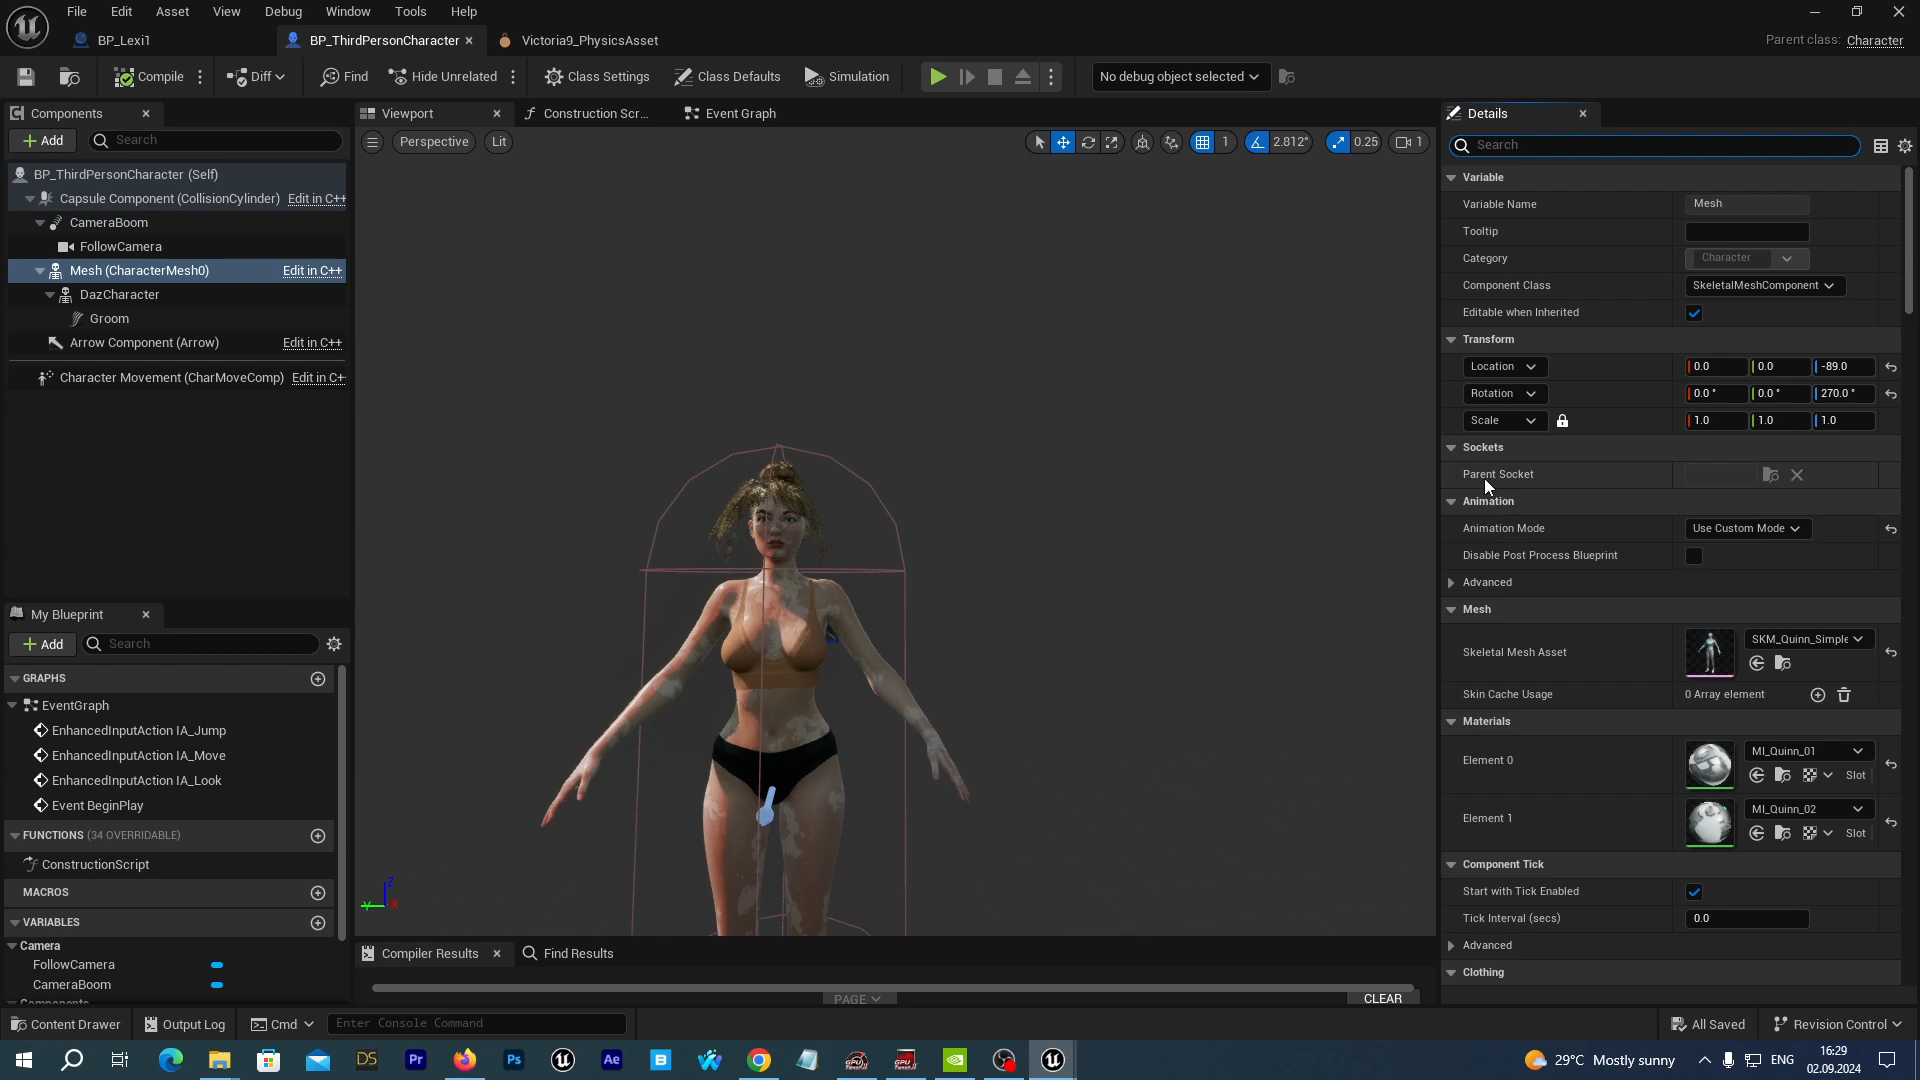 File Edit Asset View Debug Window Tools Help
BP_Lexi1 BP_ThirdPersonCharacter Victoria9_PhysicsAsset Parent class: Character
Compile Diff Find Hide Unrelated Class Settings Class Defaults Simulation No debug object selected
Components
Add Search
BP_ThirdPersonCharacter (Self)
Capsule Component (CollisionCylinder) Edit in C++
CameraBoom
FollowCamera
Mesh (CharacterMesh0) Edit in C++
DazCharacter
Groom
Arrow Component (Arrow) Edit in C++
Character Movement (CharMoveComp) Edit in C+
My Blueprint
Add Search
GRAPHS
EventGraph
EnhancedInputAction IA_Jump
EnhancedInputAction IA_Move
EnhancedInputAction IA_Look
Event BeginPlay
FUNCTIONS (34 OVERRIDABLE)
ConstructionScript
MACROS
VARIABLES
Camera
FollowCamera
CameraBoom
Components
Viewport Construction Scr... Event Graph
Perspective Lit 1 2.812° 0.25 1
Z
Y X
Compiler Results Find Results
PAGE CLEAR
Details
Search
Variable
Variable Name Mesh
Tooltip
Category Character
Component Class SkeletalMeshComponent
Editable when Inherited
Transform
Location 0.0 0.0 -89.0
Rotation 0.0 ° 0.0 ° 270.0 °
Scale 1.0 1.0 1.0
Sockets
Parent Socket
Animation
Animation Mode Use Custom Mode
Disable Post Process Blueprint
Advanced
Mesh
Skeletal Mesh Asset SKM_Quinn_Simple
Skin Cache Usage 0 Array element
Materials
Element 0 MI_Quinn_01
Slot
Element 1 MI_Quinn_02
Slot
Component Tick
Start with Tick Enabled
Tick Interval (secs) 0.0
Advanced
Clothing
Content Drawer Output Log Cmd Enter Console Command All Saved Revision Control
DS Pr Ps Ae 29°C Mostly sunny ENG 16:29
02.09.2024